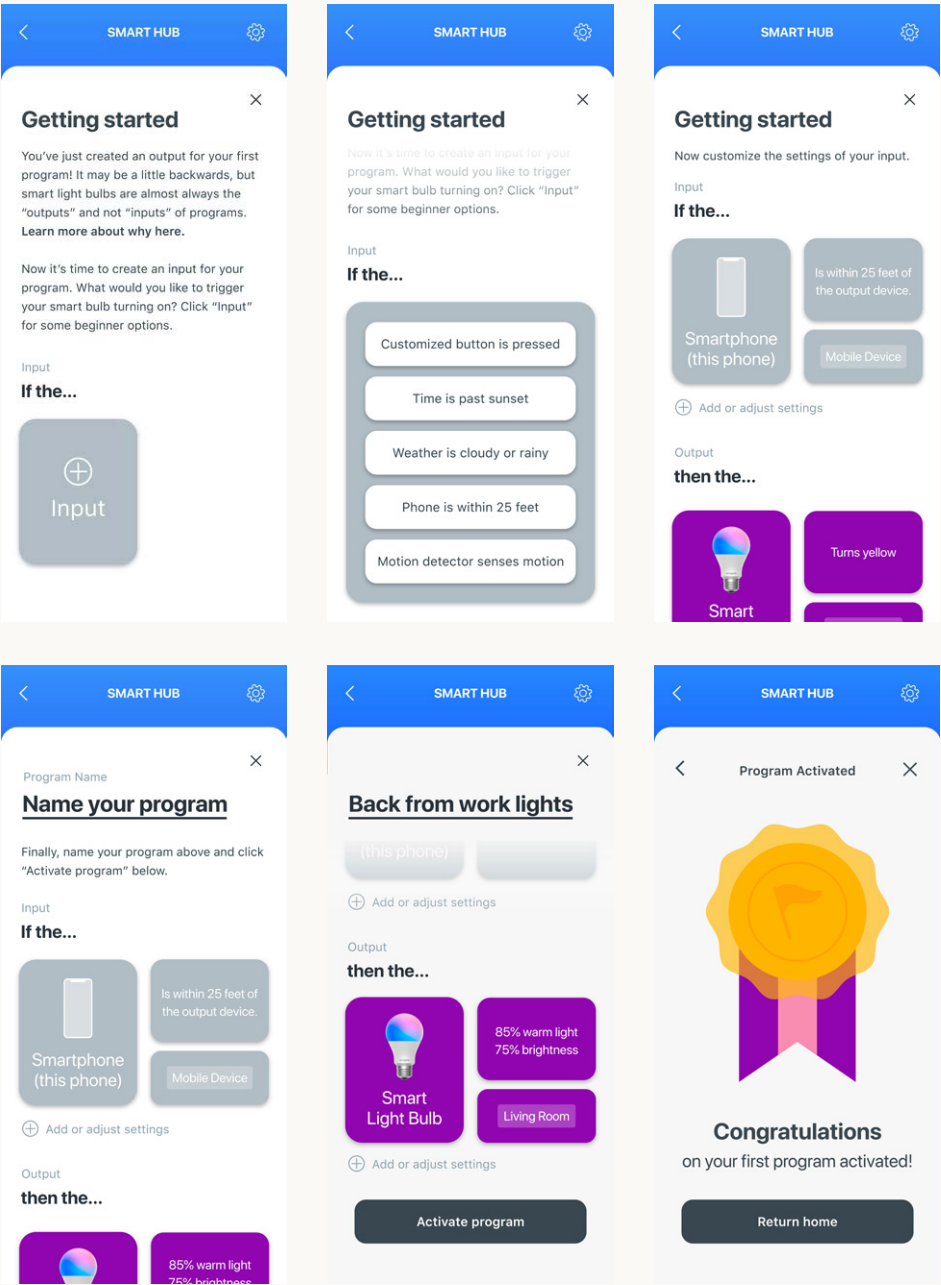 SMART HUB
Getting started
You've just created an output for your first
program! It may be a little backwards, but
smart light bulbs are almost always the
“outputs” and not “inputs” of programs.
Learn more about why here.
Now it's time to create an input for your
program. What would you like to trigger
your smart bulb turning on? Click “Input”
for some beginner options.
Input
If the...
Input
SMART HUB
Getting started
Now it's time to create an input for your
program. What would you like to trigger
your smart bulb turning on? Click “Input”
for some beginner options.
Input
If the...
Customized button is pressed
Time is past sunset
Weather is cloudy or rainy
Phone is within 25 feet
Motion detector senses motion
SMART HUB
Getting started
Now customize the settings of your input.
Input
If the...
Smartphone
(this phone)
Is within 25 feet of
the output device.
Mobile Device
Add or adjust settings
Output
then the...
Smart
Turns yellow
SMART HUB
Program Name
Name your program
Finally, name your program above and click
“Activate program” below.
Input
If the...
Smartphone
(this phone)
Is within 25 feet of
the output device.
Mobile Device
Add or adjust settings
Output
then the...
85% warm light
75% brightness
SMART HUB
Back from work lights
(this phone)
Add or adjust settings
Output
then the...
Smart
Light Bulb
85% warm light
75% brightness
Living Room
Add or adjust settings
Activate program
SMART HUB
Program Activated
Congratulations
on your first program activated!
Return home